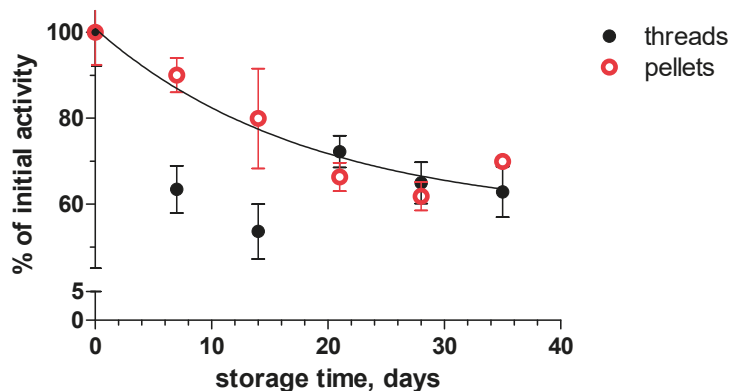 % of initial activity
100
80
60
5
0
0 10 20 30 40
storage time, days
threads
pellets